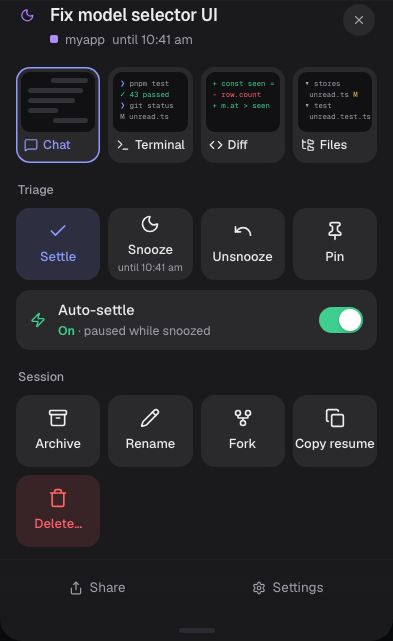 Fix model selector UI
myapp until 10:41 am
❯ pnpm test
✓ 43 passed
❯ git status
M unread.ts
+ const seen =
- row.count
+ m.at > seen
▾ stores
unread.ts M
▾ test
unread.test.ts
Chat
Terminal
Diff
Files
Triage
Settle
Snooze
until 10:41 am
Unsnooze
Pin
Auto-settle
On · paused while snoozed
Session
Archive
Rename
Fork
Copy resume
Delete…
Share
Settings